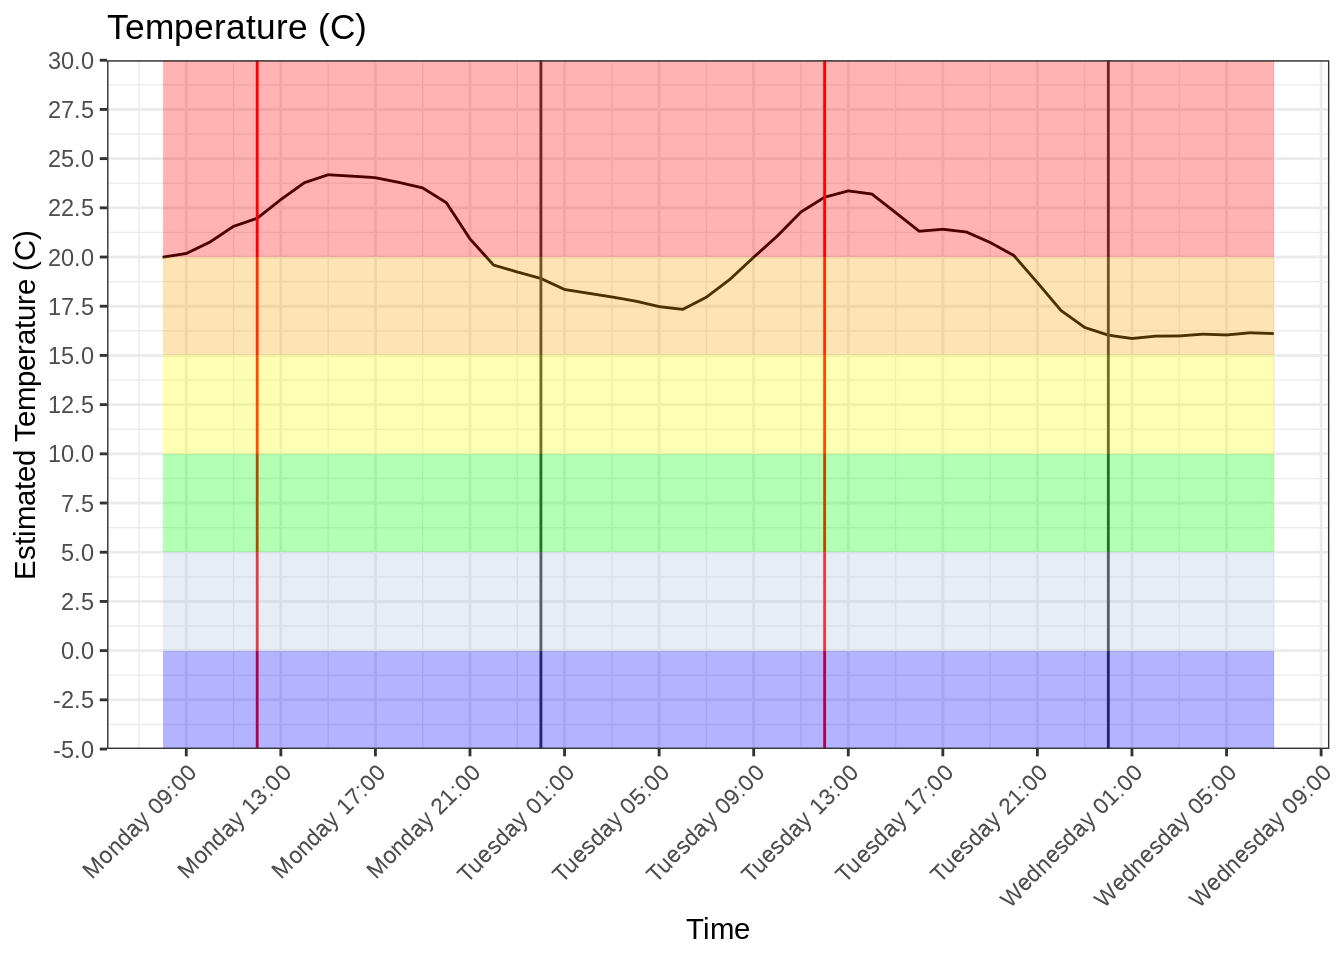 Temperature (C)
Estimated Temperature (C)
30.0
27.5
25.0
22.5
20.0
17.5
15.0
12.5
10.0
7.5
5.0
2.5
0.0
-2.5
-5.0
Monday 09:00
Monday 13:00
Monday 17:00
Monday 21:00
Tuesday 01:00
Tuesday 05:00
Tuesday 09:00
Tuesday 13:00
Tuesday 17:00
Tuesday 21:00
Wednesday 01:00
Wednesday 05:00
Wednesday 09:00
Time